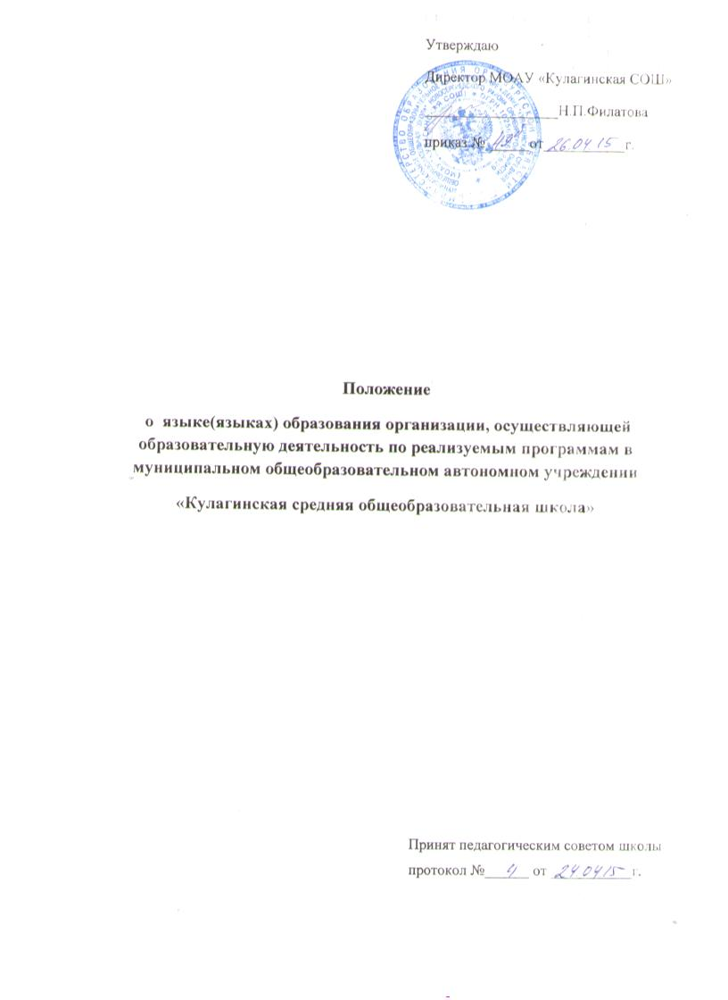 Утверждаю
Директор МОАУ «Кулагинская СОШ»
Н.П.Филатова
приказ № от 26.04 15 г.
Положение
о языке(языках) образования организации, осуществляющей
образовательную деятельность по реализуемым программам в
муниципальном общеобразовательном автономном учреждении
«Кулагинская средняя общеобразовательная школа»
Принят педагогическим советом школы
протокол № 4 от 24 04 15 г.